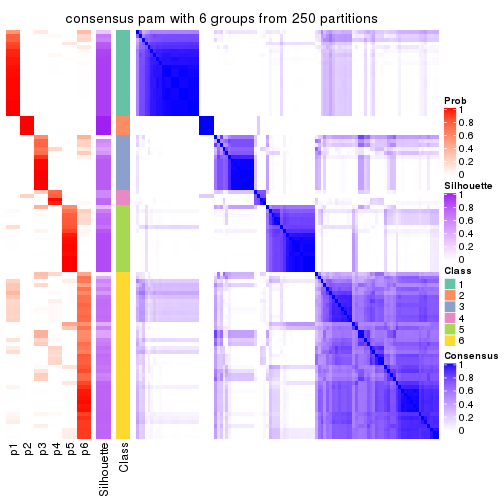 consensus pam with 6 groups from 250 partitions
Prob
1
0.8
0.6
0.4
0.2
0
Silhouette
1
0.8
0.6
0.4
0.2
0
Class
1
2
3
4
5
6
Consensus
1
0.8
0.6
0.4
0.2
0
p1
p2
p3
p4
p5
p6
Silhouette
Class